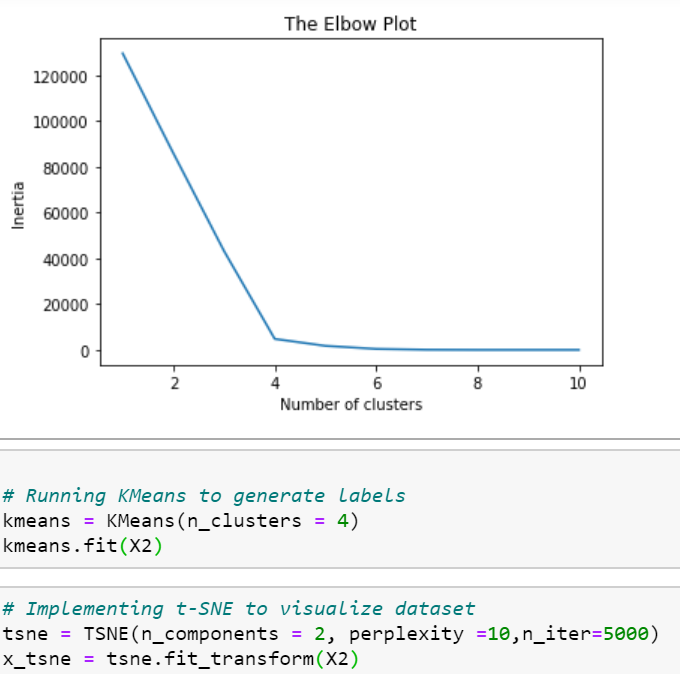 The Elbow Plot
120000
100000
80000
60000
40000
20000
0
Inertia
2 4 6 8 10
Number of clusters
# Running KMeans to generate labels
kmeans = KMeans(n_clusters = 4)
kmeans.fit(X2)
# Implementing t-SNE to visualize dataset
tsne = TSNE(n_components = 2, perplexity =10,n_iter=5000)
x_tsne = tsne.fit_transform(X2)